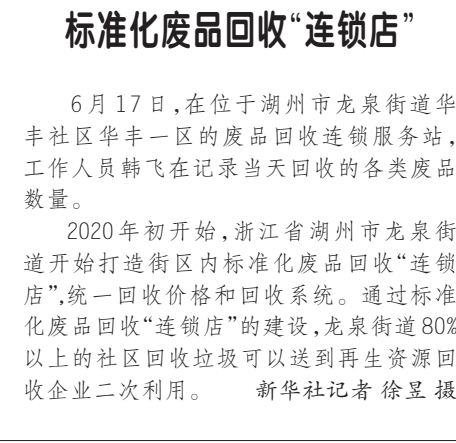 标准化废品回收“连锁店”
6月17日,在位于湖州市龙泉街道华
丰社区华丰一区的废品回收连锁服务站,
工作人员韩飞在记录当天回收的各类废品
数量。
2020年初开始,浙江省湖州市龙泉街
道开始打造街区内标准化废品回收“连锁
店”,统一回收价格和回收系统。通过标准
化废品回收“连锁店”的建设,龙泉街道80%
以上的社区回收垃圾可以送到再生资源回
收企业二次利用。 新华社记者 徐昱 摄